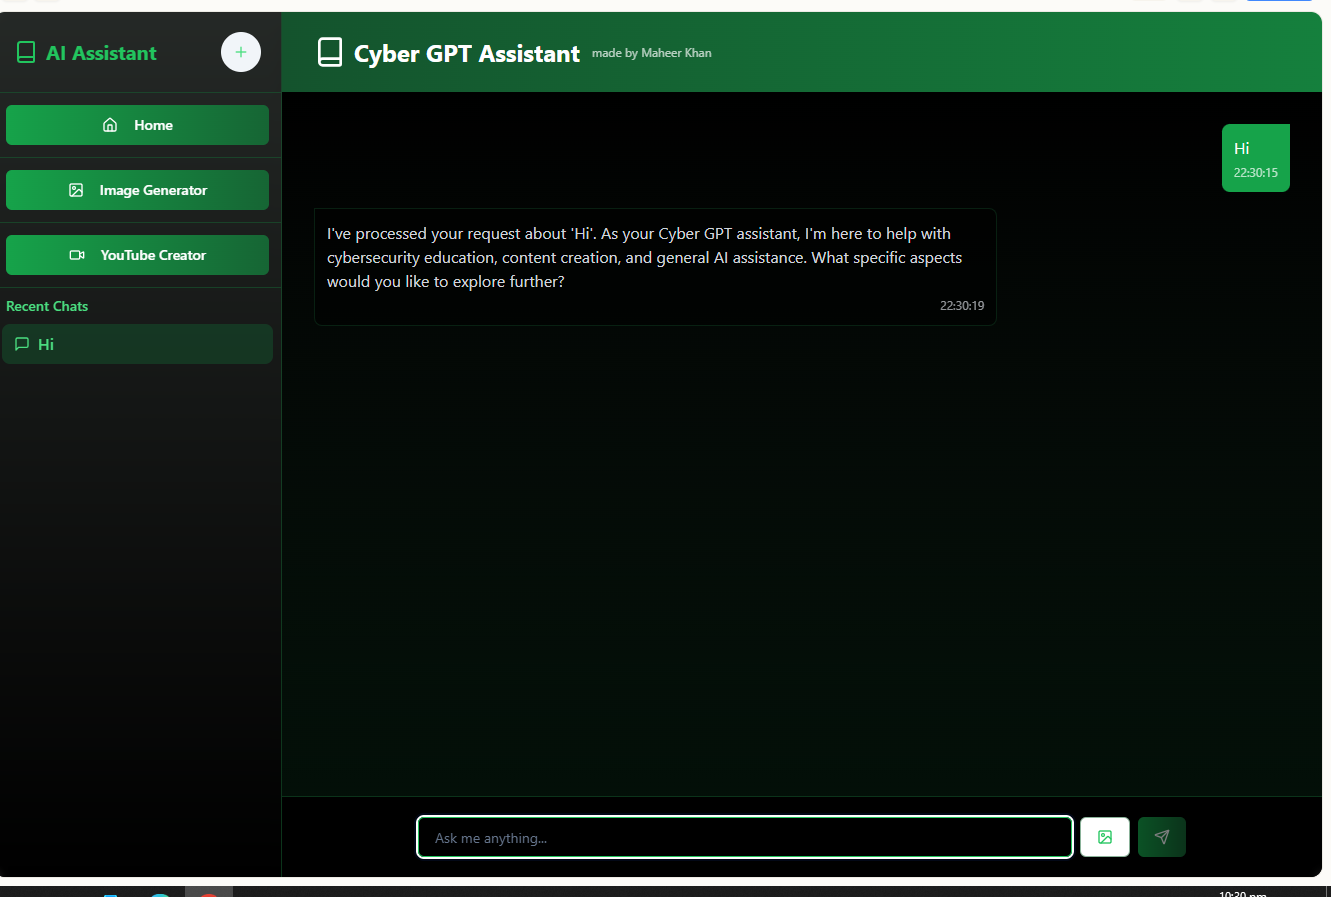 AI Assistant
Home
Image Generator
YouTube Creator
Recent Chats
Hi
Cyber GPT Assistant made by Maheer Khan
Hi
22:30:15
I've processed your request about 'Hi'. As your Cyber GPT assistant, I'm here to help with
cybersecurity education, content creation, and general AI assistance. What specific aspects
would you like to explore further?
22:30:19
Ask me anything...
10:30 pm